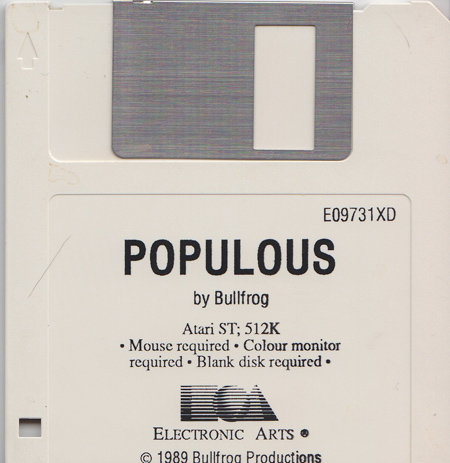 E09731XD
POPULOUS
by Bullfrog
Atari ST; 512K
• Mouse required • Colour monitor
required • Blank disk required •
ELECTRONIC ARTS ®
© 1989 Bullfrog Productions